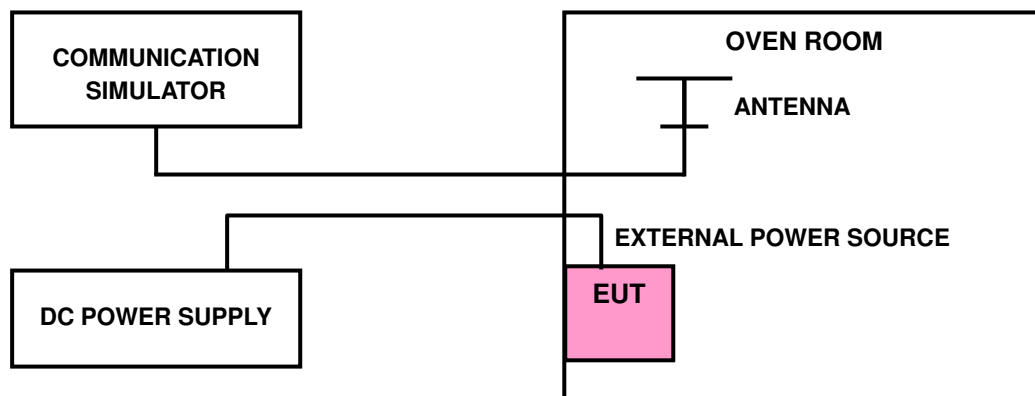 COMMUNICATION
SIMULATOR
OVEN ROOM
ANTENNA
EXTERNAL POWER SOURCE
DC POWER SUPPLY
EUT